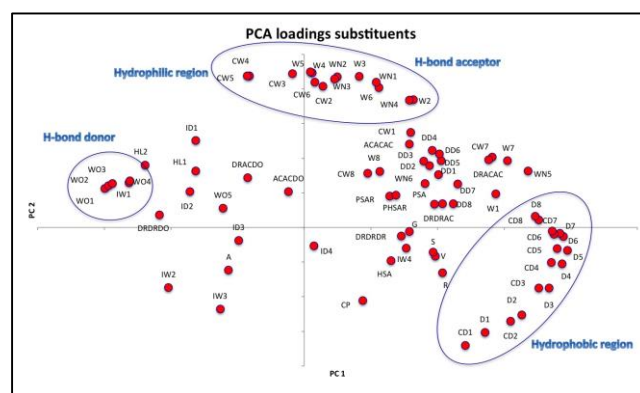 PCA loadings substituents
H-bond acceptor
CW4 W5 W4 WN2 W3
Hydrophilic region
CW5 CW3 WN3 WN1
CW6 CW2 W6 WN4 W2
H-bond donor
ID1 CW1 DD4
ACACAC DD6 CW7 W7
HL2 DD3 DD5
WO3 HL1 DRACDO W8 DD2 DD1 DRACAC WN5
WO2 WO4 ACACDO CW8 WN6 DD7
IW1 PSA W1
WO1 ID2 WO5 PSAR PHSAR DD8 D8
DRDRDO DRDRAC CD8 CD7
PC 2 ID3 G D7
DRDRDR CD6 D6
A ID4 IW4 S V CD5 D5
HSA CD4 D4
IW2 R CD3
IW3 CP D2 D3
D1
CD1 CD2
Hydrophobic region
PC 1